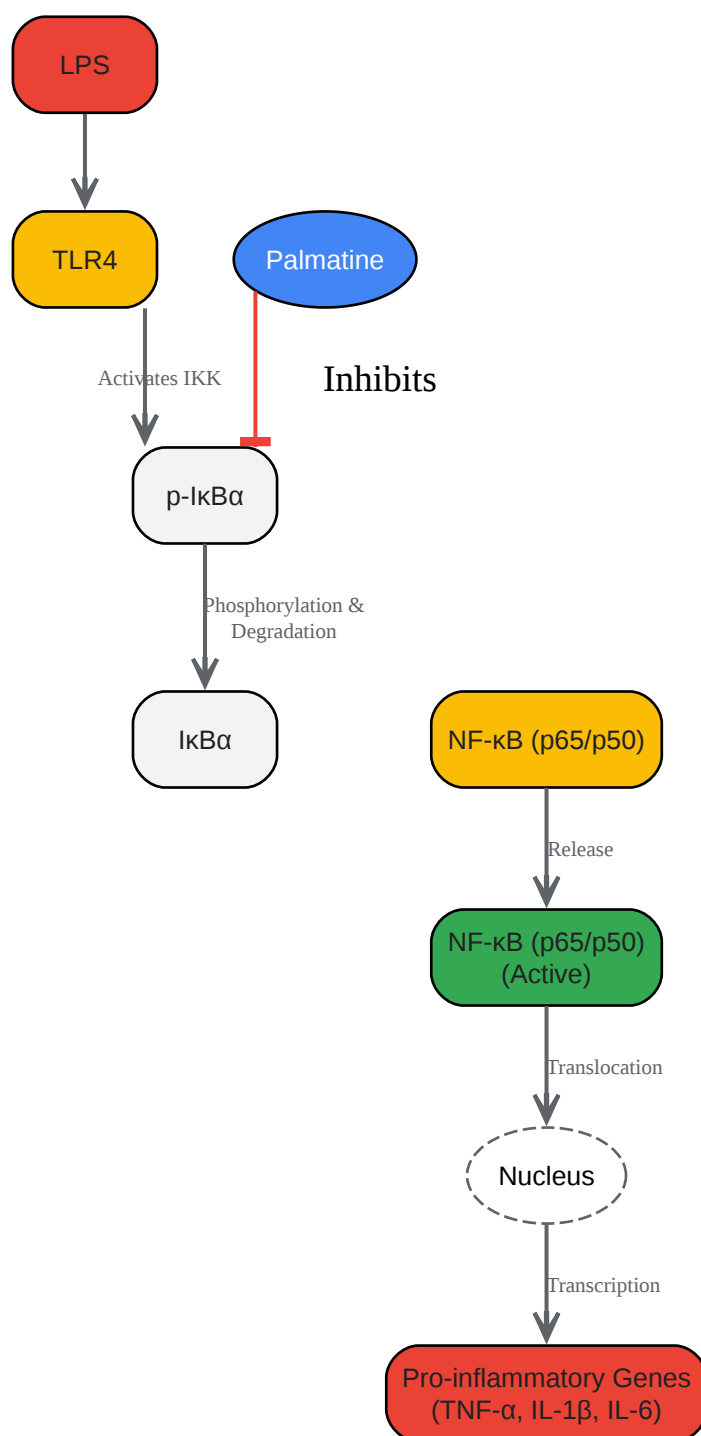 LPS
TLR4
Palmatine
Activates IKK
Inhibits
p-IκBα
Phosphorylation &
Degradation
IκBα
NF-κB (p65/p50)
Release
NF-κB (p65/p50)
(Active)
Translocation
Nucleus
Transcription
Pro-inflammatory Genes
(TNF-α, IL-1β, IL-6)